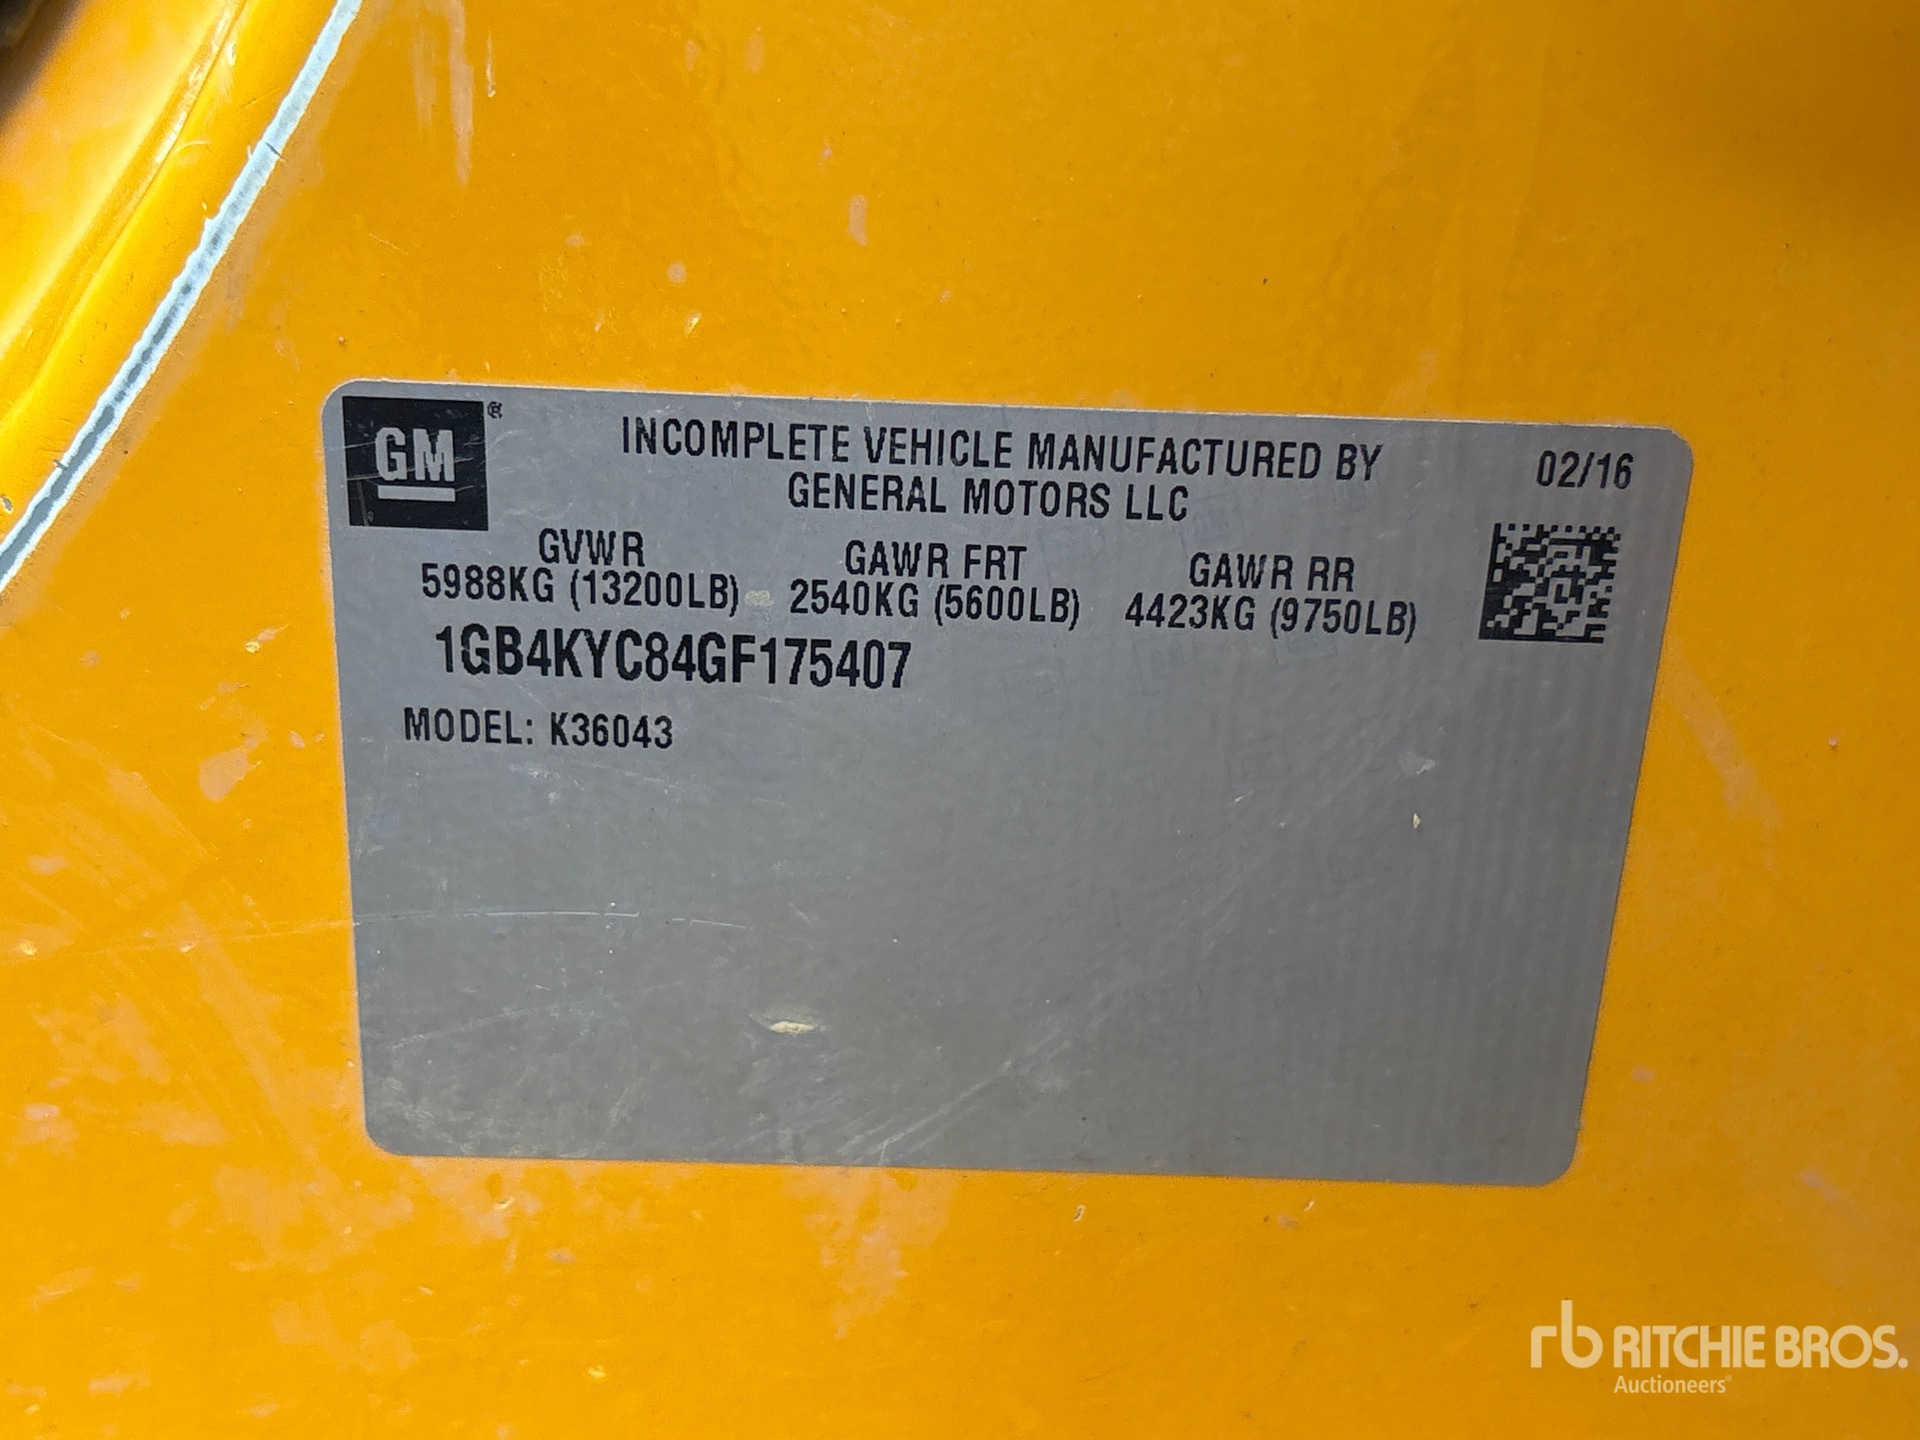 GM ®
INCOMPLETE VEHICLE MANUFACTURED BY
GENERAL MOTORS LLC
02/16
GVWR
5988KG (13200LB)
GAWR FRT
2540KG (5600LB)
GAWR RR
4423KG (9750LB)
1GB4KYC84GF175407
MODEL: K36043
rb RITCHIE BROS.
Auctioneers